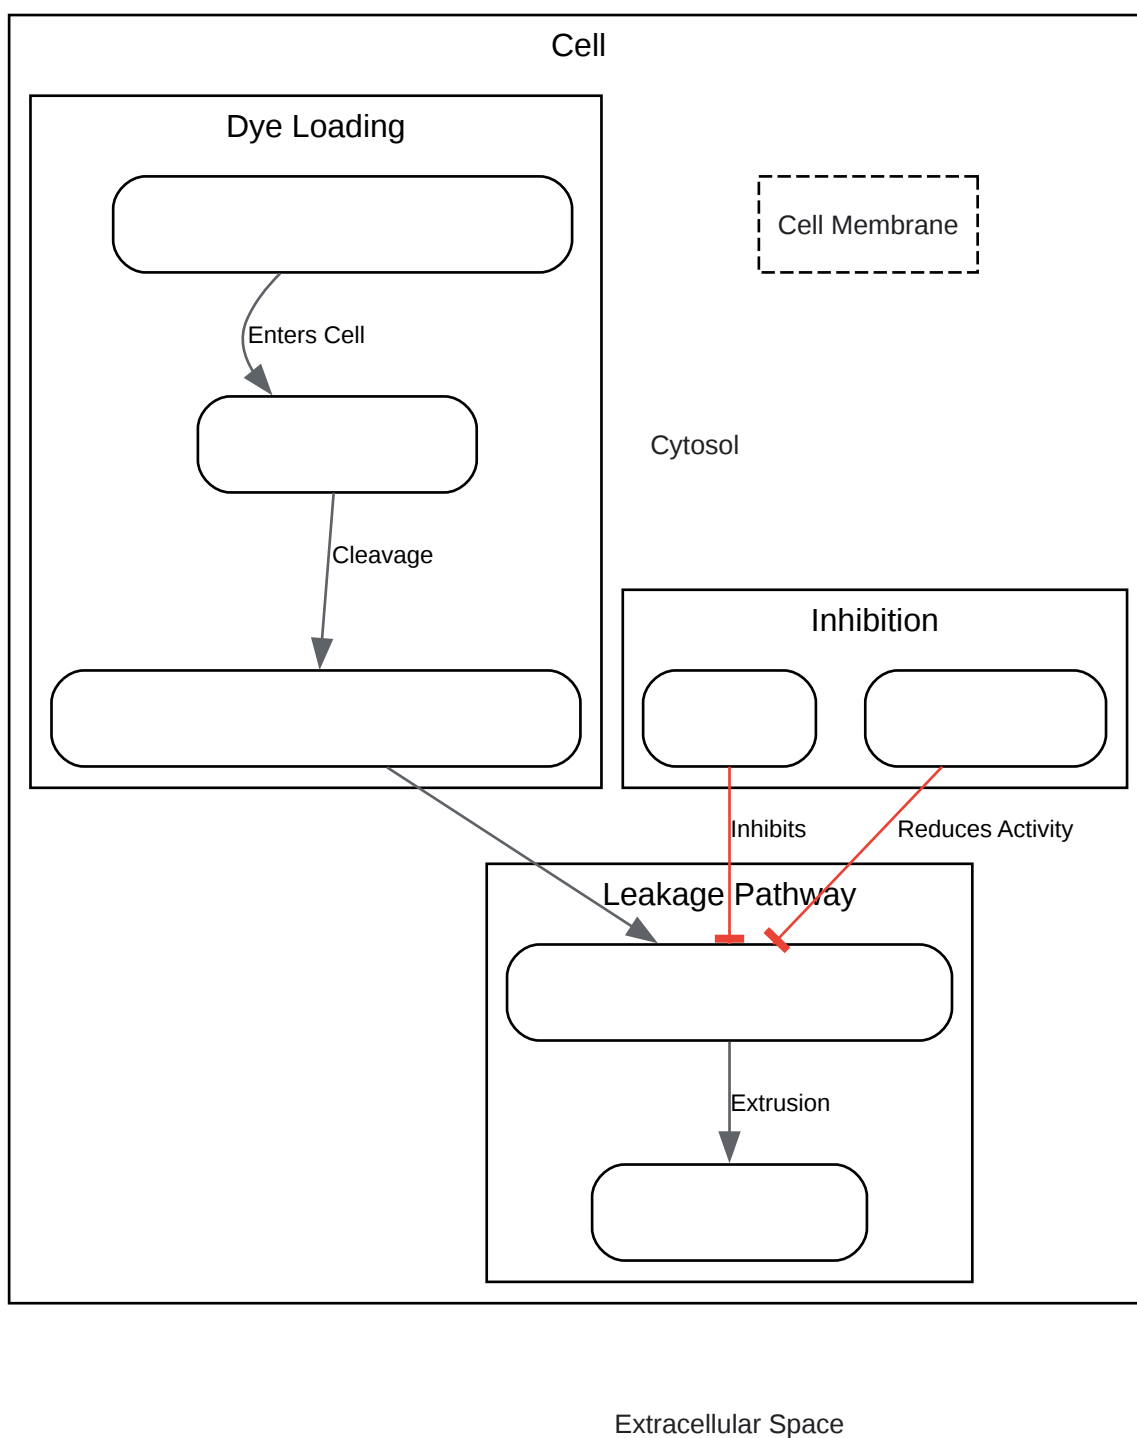 Cell
Dye Loading
Cell Membrane
Enters Cell
Cytosol
Cleavage
Inhibition
Inhibits
Reduces Activity
Leakage Pathway
Extrusion
Extracellular Space